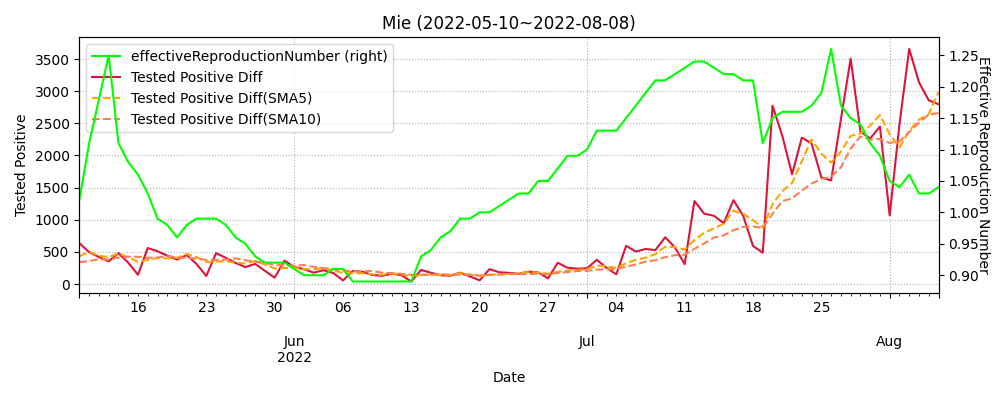 Mie (2022-05-10~2022-08-08)
effectiveReproductionNumber (right)
Tested Positive Diff
Tested Positive Diff(SMA5)
Tested Positive Diff(SMA10)
Tested Positive
3500
3000
2500
2000
1500
1000
500
0
1.25
1.20
1.15
1.10
1.05
1.00
0.95
0.90
Effective Reproduction Number
16 23 30 06 13 20 27 04 11 18 25
Jun Jul Aug
2022
Date